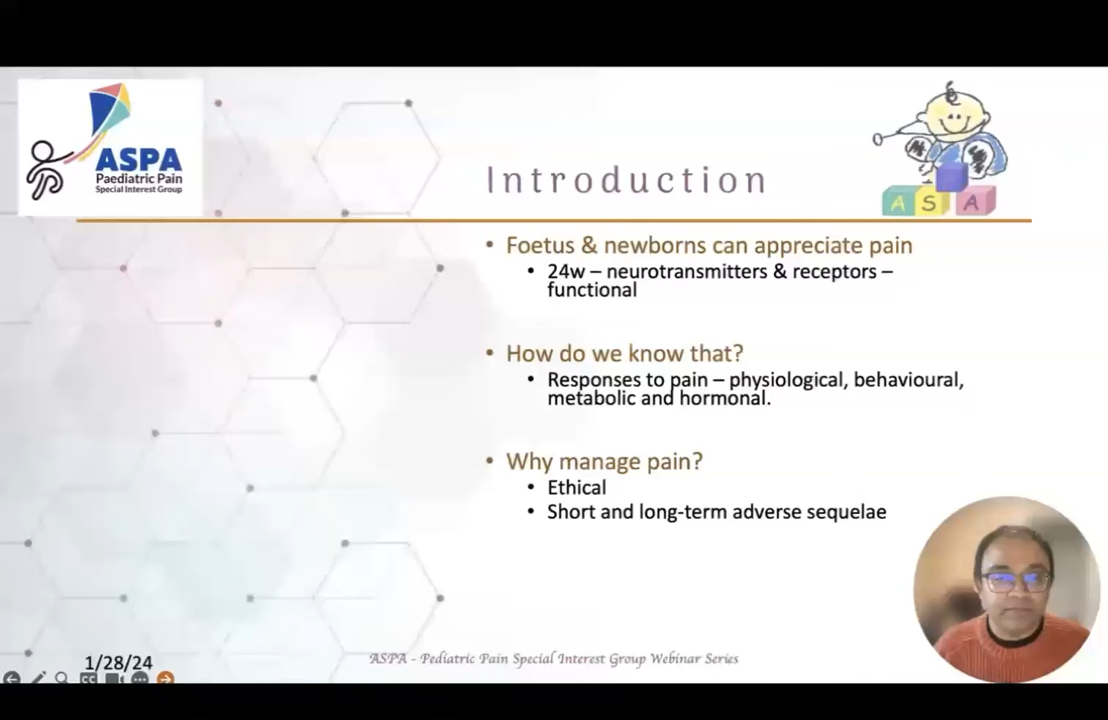 ASPA
Paediatric Pain
Special Interest Group
Introduction
A S A
• Foetus & newborns can appreciate pain
• 24w – neurotransmitters & receptors –
functional
• How do we know that?
• Responses to pain – physiological, behavioural,
metabolic and hormonal.
• Why manage pain?
• Ethical
• Short and long-term adverse sequelae
1/28/24
ASPA - Pediatric Pain Special Interest Group Webinar Series
CC